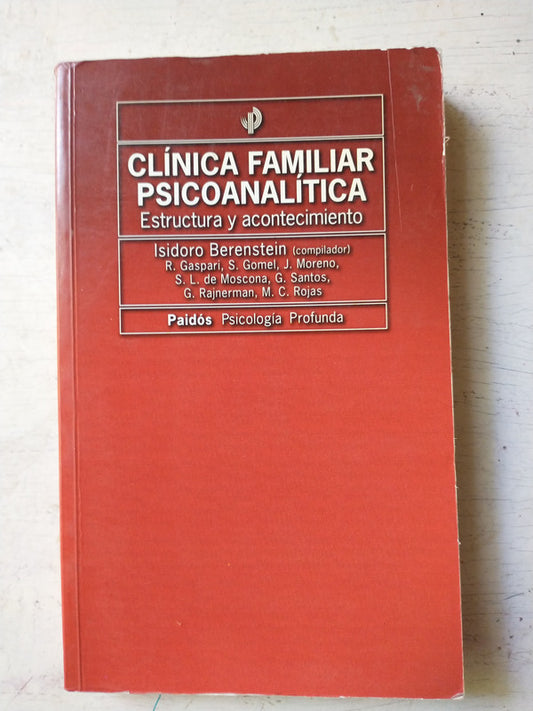 CLÍNICA FAMILIAR
PSICOANALÍTICA
Estructura y acontecimiento
Isidoro Berenstein (compilador)
R. Gaspari, S. Gomel, J. Moreno,
S. L. de Moscona, G. Santos,
G. Rajnerman, M. C. Rojas
Paidós Psicología Profunda